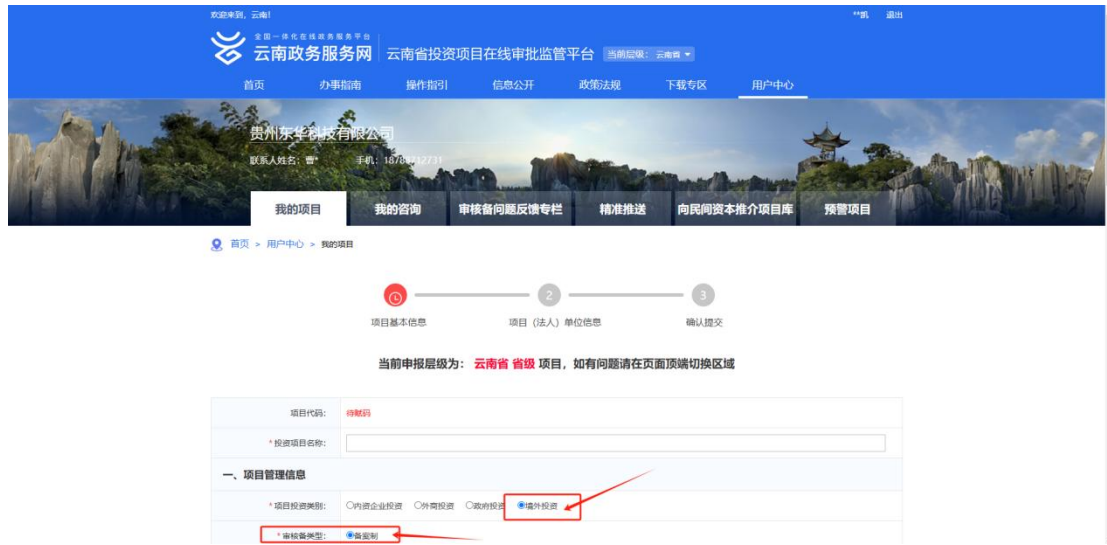 欢迎来到，云南！ **凯 退出
全国一体化在线政务服务平台
云南政务服务网 云南省投资项目在线审批监管平台 当前层级：云南省
首页 办事指南 操作指引 信息公开 政策法规 下载专区 用户中心
贵州东华科技有限公司
联系人姓名：曹* 手机：18788712731
我的项目 我的咨询 审核备问题反馈专栏 精准推送 向民间资本推介项目库 预警项目
首页 > 用户中心 > 我的项目
2 3
项目基本信息 项目（法人）单位信息 确认提交
当前申报层级为： 云南省 省级 项目，如有问题请在页面顶端切换区域
项目代码： 待赋码
*投资项目名称：
一、项目管理信息
*项目投资类别： 内资企业投资 外商投资 政府投资 境外投资
*审核备类型： 备案制